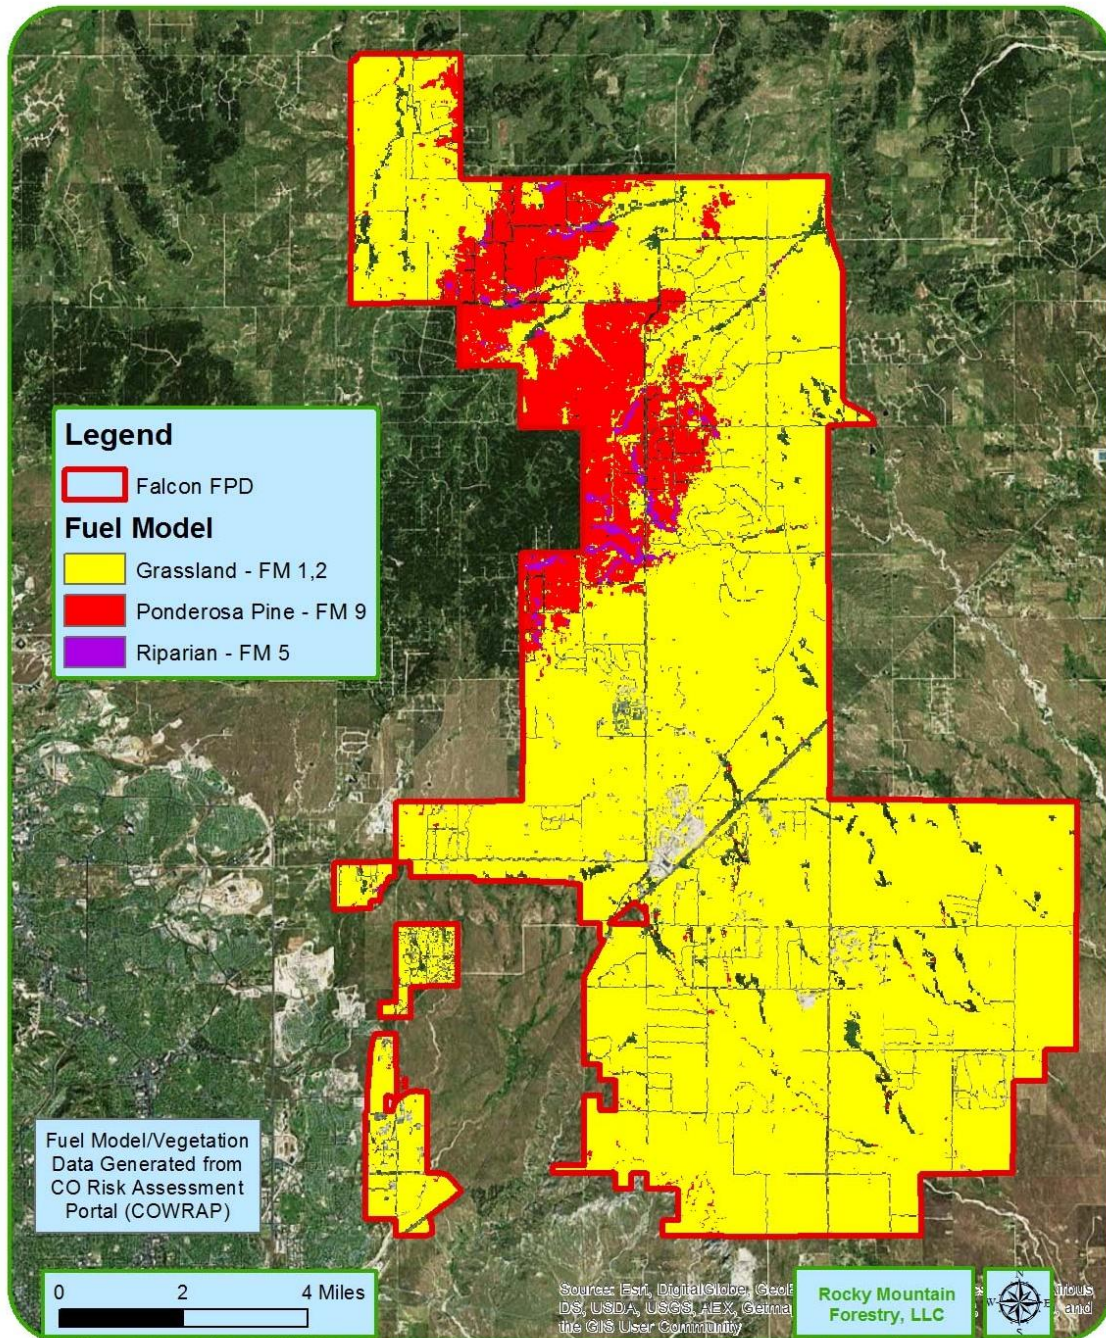 Legend
Falcon FPD
Fuel Model
Grassland - FM 1,2
Ponderosa Pine - FM 9
Riparian - FM 5
Fuel Model/Vegetation
Data Generated from
CO Risk Assessment
Portal (COWRAP)
0 2 4 Miles
Source: Esri, DigitalGlobe,
DS, USDA, USGS, AEX, and
the GIS User Community
Rocky Mountain
Forestry, LLC
N
W E
S